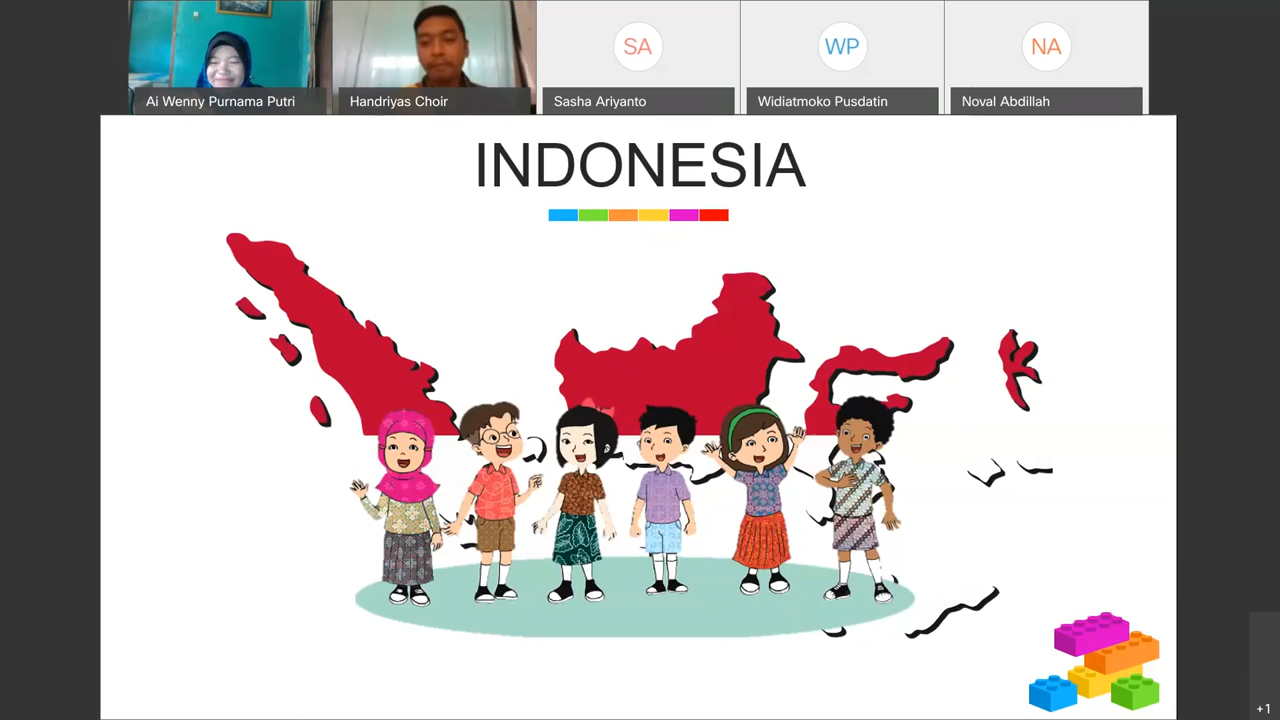 SA
WP
NA
Ai Wenny Purnama Putri
Handriyas Choir
Sasha Ariyanto
Widiatmoko Pusdatin
Noval Abdillah
INDONESIA
+1